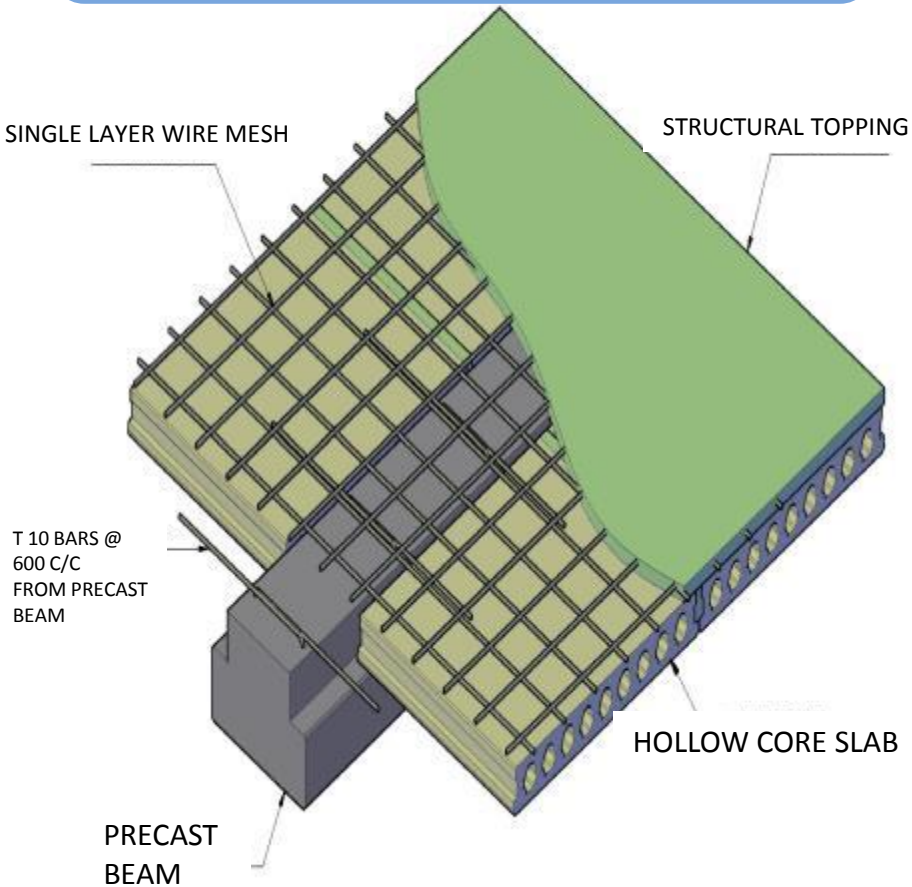 SINGLE LAYER WIRE MESH
STRUCTURAL TOPPING
T 10 BARS @
600 C/C
FROM PRECAST
BEAM
HOLLOW CORE SLAB
PRECAST
BEAM